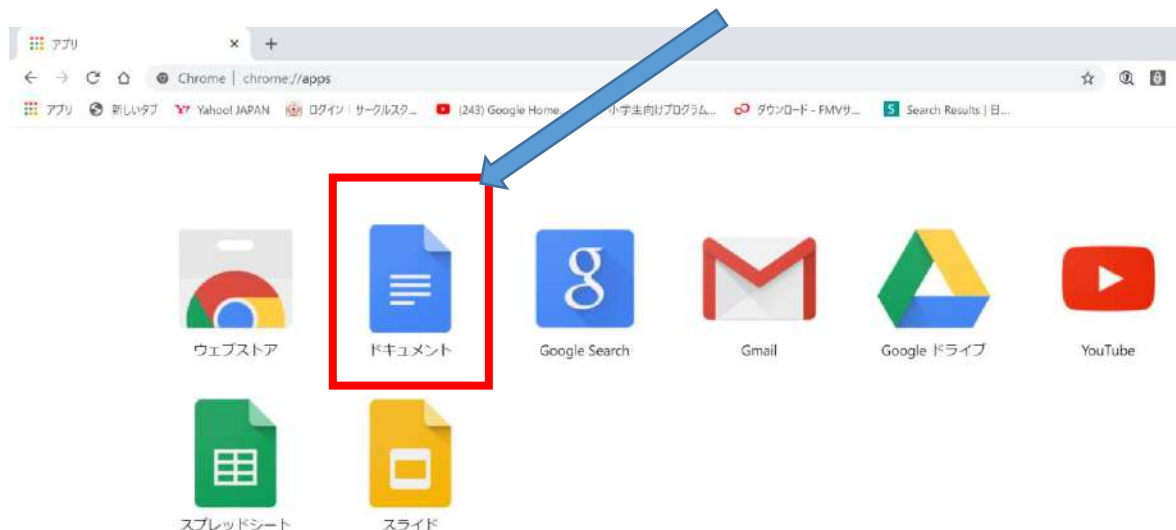 アプリ
Chrome | chrome://apps
アプリ 新しいタブ Yahoo! JAPAN ログイン | サークルスク... (243) Google Home... 小学生向けプログラム... ダウンロード - FMVサ... S Search Results | 日...
ウェブストア ドキュメント Google Search Gmail Google ドライブ YouTube
スプレッドシート スライド